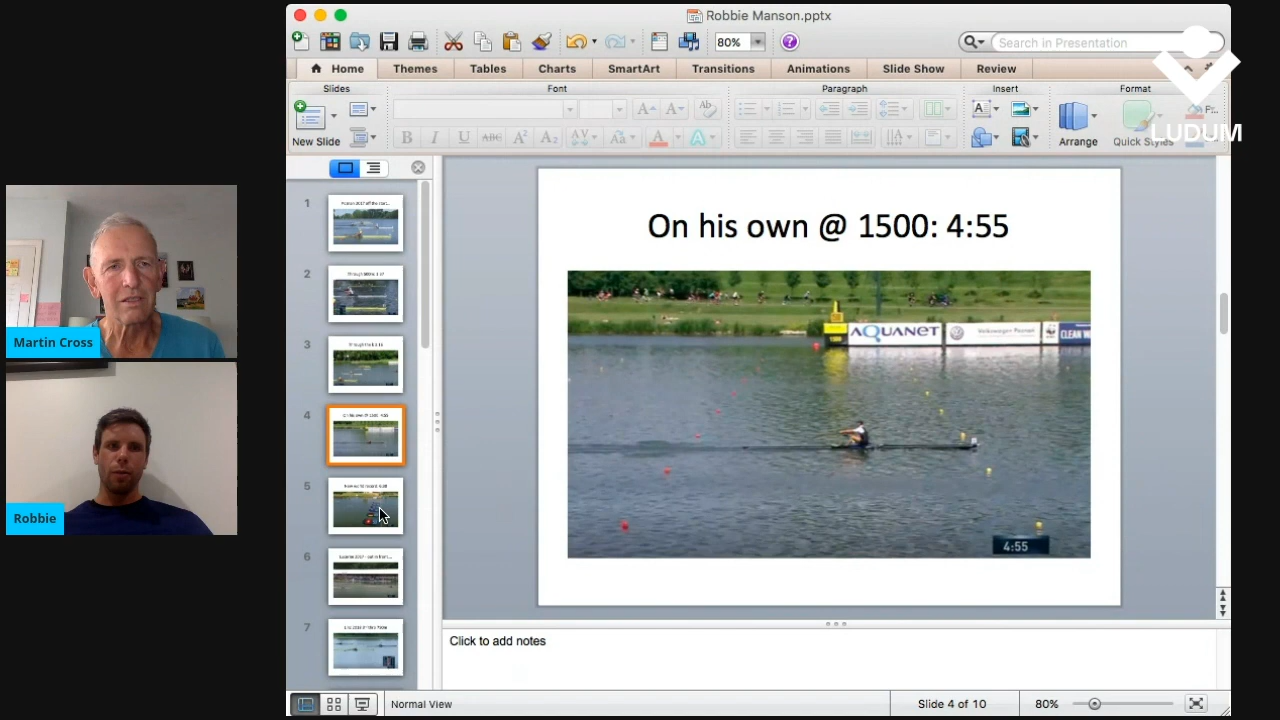 Robbie Manson.pptx
80%
Search in Presentation
Home
Themes
Tables
Charts
SmartArt
Transitions
Animations
Slide Show
Review
Slides
Font
Paragraph
Insert
Format
New Slide
Arrange
Quick Styles
LUDUM
1
2
3
4
5
6
7
On his own @ 1500: 4:55
AQUANET
Volkswagen Poznań
CLEAN
4:55
Martin Cross
Robbie
Click to add notes
Normal View
Slide 4 of 10
80%